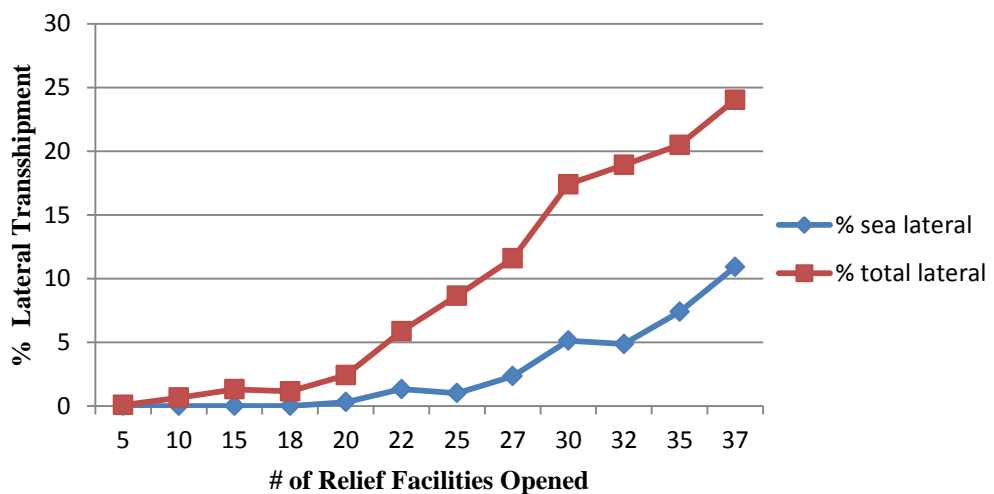 30
25
20
15
10
5
0
% Lateral Transshipment
5 10 15 18 20 22 25 27 30 32 35 37
# of Relief Facilities Opened
% sea lateral
% total lateral